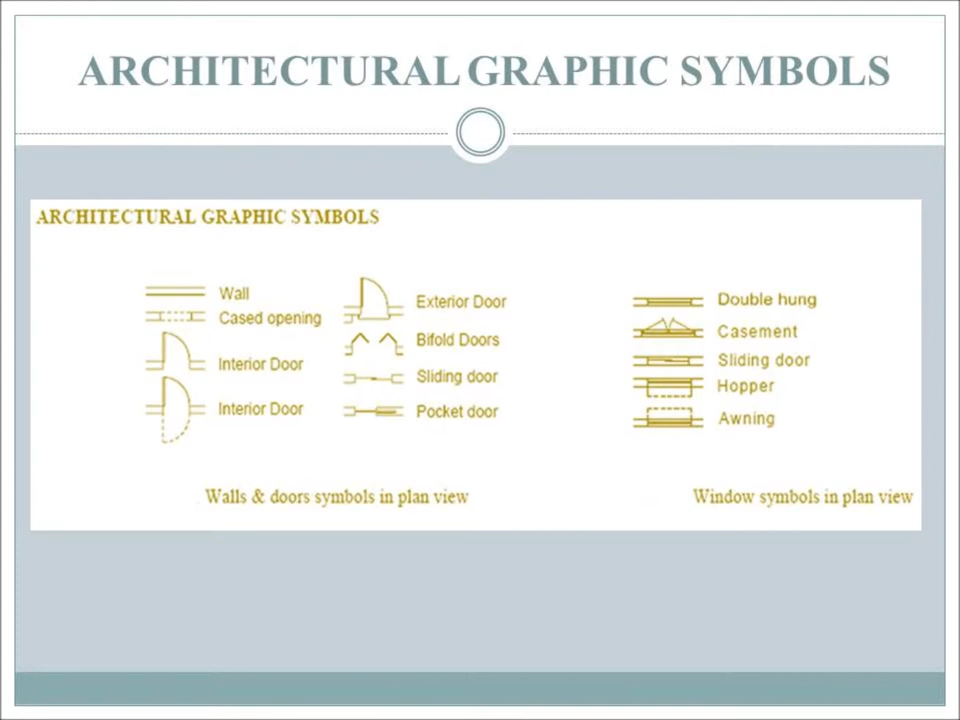 ARCHITECTURAL GRAPHIC SYMBOLS
ARCHITECTURAL GRAPHIC SYMBOLS
Wall
Cased opening
Interior Door
Interior Door
Exterior Door
Bifold Doors
Sliding door
Pocket door
Double hung
Casement
Sliding door
Hopper
Awning
Walls & doors symbols in plan view
Window symbols in plan view